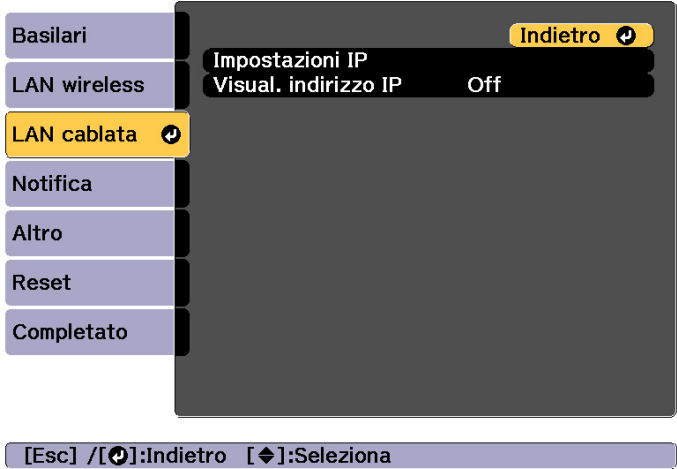 Basilari
LAN wireless
LAN cablata
Notifica
Altro
Reset
Completato
Indietro
Impostazioni IP
Visual. indirizzo IP Off
[Esc] /[ ]:Indietro [ ]:Seleziona